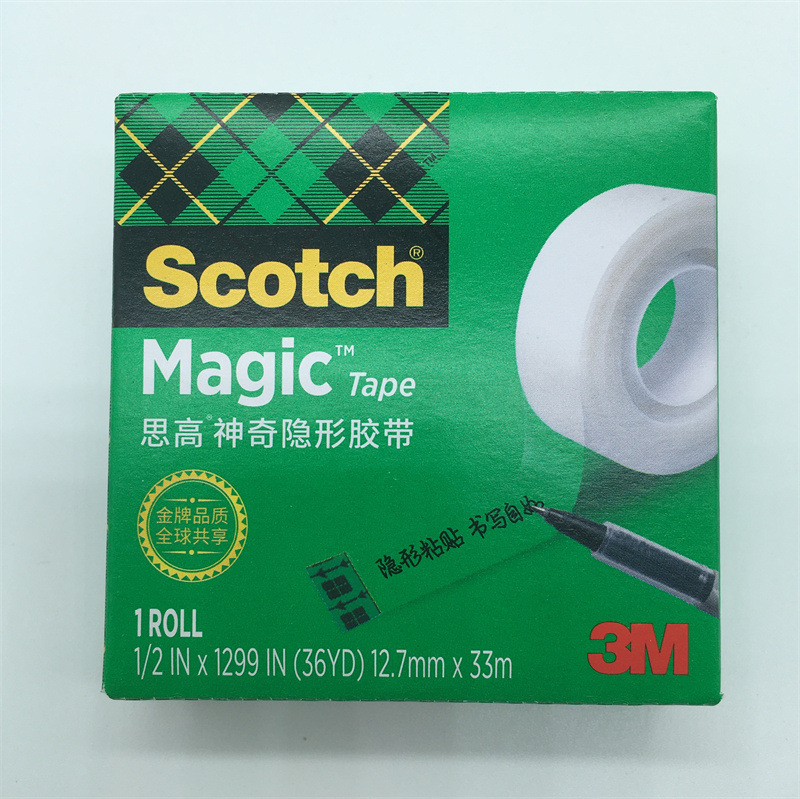 ™
Scotch®
Magic™ Tape
思高®神奇隐形胶带
金牌品质
全球共享
隐形粘贴 书写自如
1 ROLL
1/2 IN x 1299 IN (36YD) 12.7mm x 33m
3M